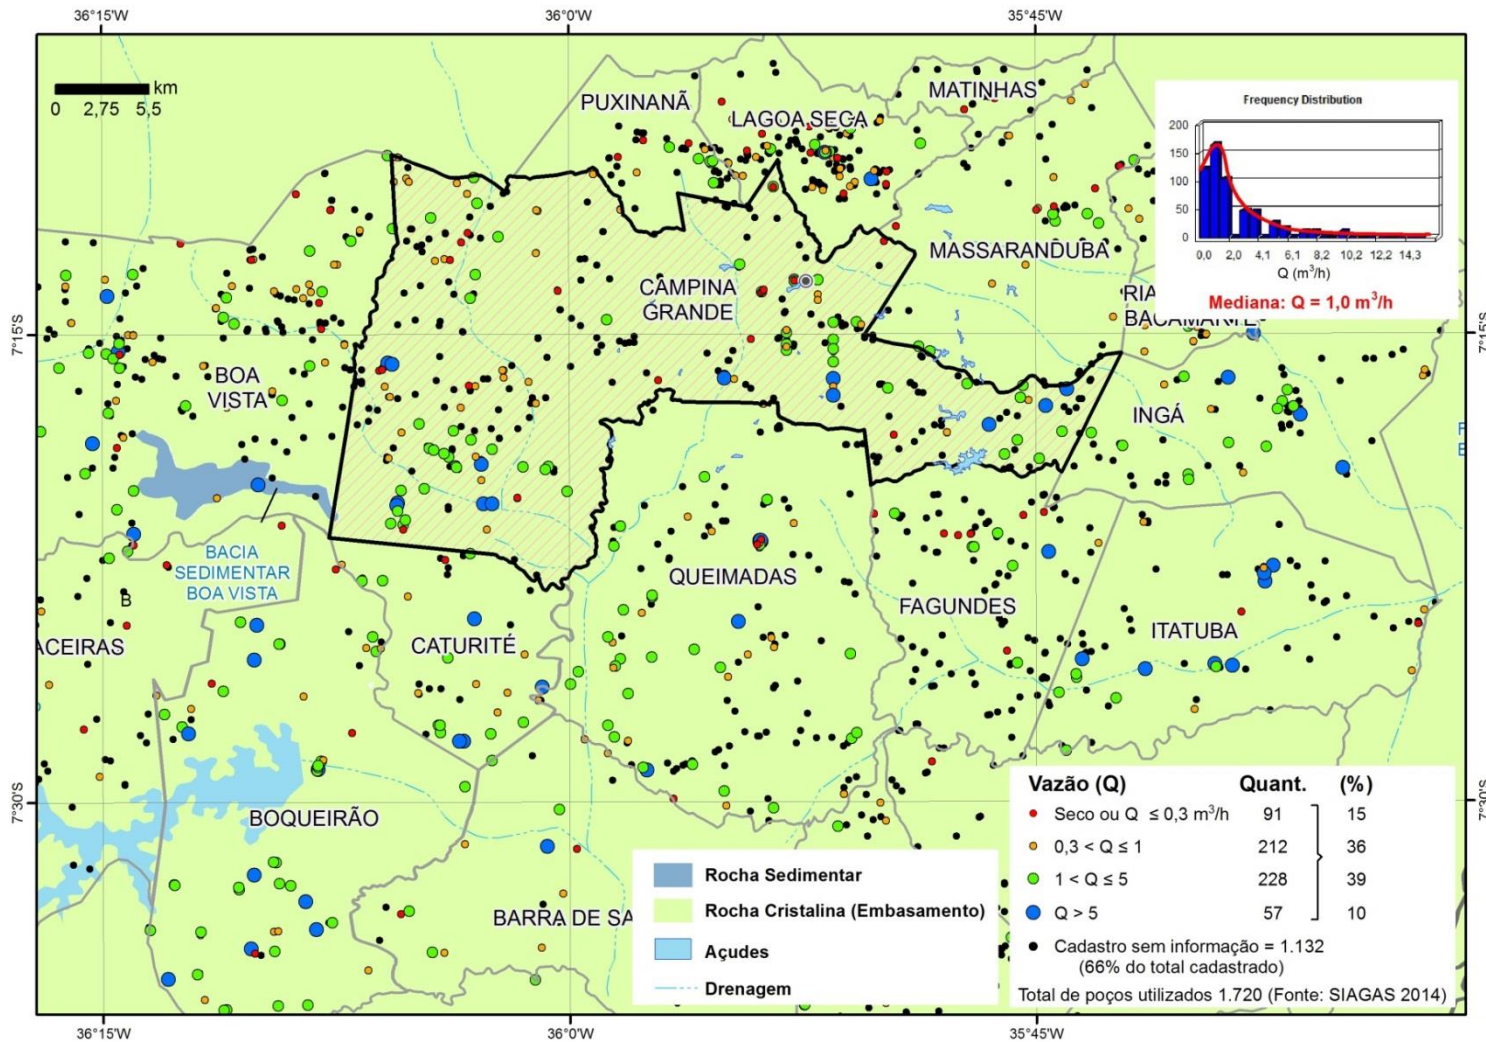 36°15'W
36°0'W
35°45'W
km
0 2,75 5,5
PUXINANÃ
LAGOA SECA
MATINHAS
Frequency Distribution
200
150
100
50
0
0,0 2,0 4,1 6,1 8,2 10,2 12,2 14,3
Q (m³/h)
Mediana: Q = 1,0 m³/h
MASSARANDUBA
CAMPINA
GRANDE
RIA
7°15'S
7°15'S
BOA
VISTA
INGÁ
BACIA
SEDIMENTAR
BOA VISTA
B
QUEIMADAS
FAGUNDES
ITATUBA
ACEIRAS
CATURITÉ
7°30'S
7°30'S
BOQUEIRÃO
BARRA DE SA
Rocha Sedimentar
Rocha Cristalina (Embasamento)
Açudes
Drenagem
Vazão (Q) Quant. (%)
Seco ou Q ≤ 0,3 m³/h 91 15
0,3 < Q ≤ 1 212 36
1 < Q ≤ 5 228 39
Q > 5 57 10
Cadastro sem informação = 1.132
(66% do total cadastrado)
Total de poços utilizados 1.720 (Fonte: SIAGAS 2014)
36°15'W
36°0'W
35°45'W